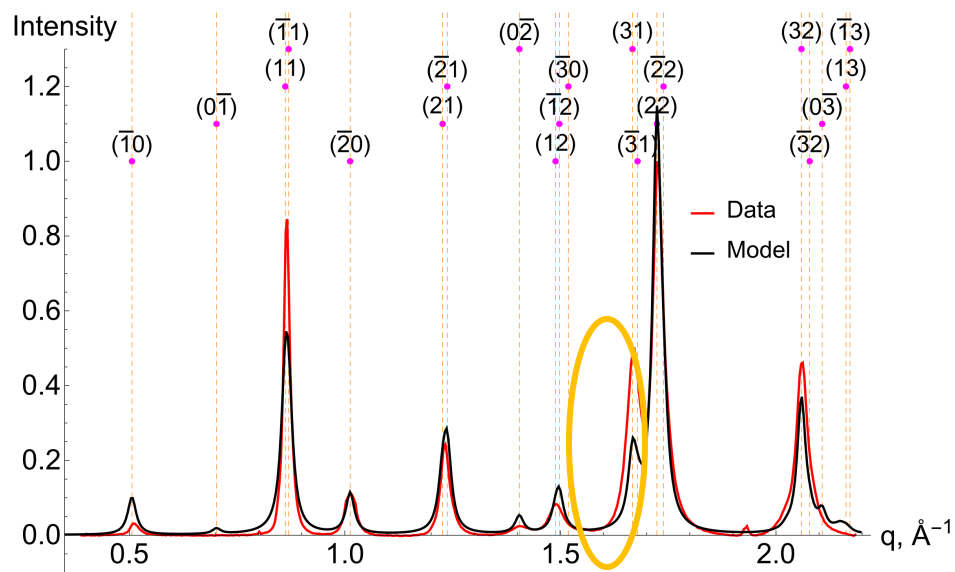 Intensity
(1̅1) (02̅) (31) (32) (1̅3)
(11) (2̅1) (3̅0) (2̅2) (13)
1.2
(01̅) (21) (1̅2) (22) (03̅)
(1̅0) (2̅0) (12) (3̅1) (3̅2)
1.0
Data
0.8
Model
0.6
0.4
0.2
0.0
q, Å⁻¹
0.5 1.0 1.5 2.0